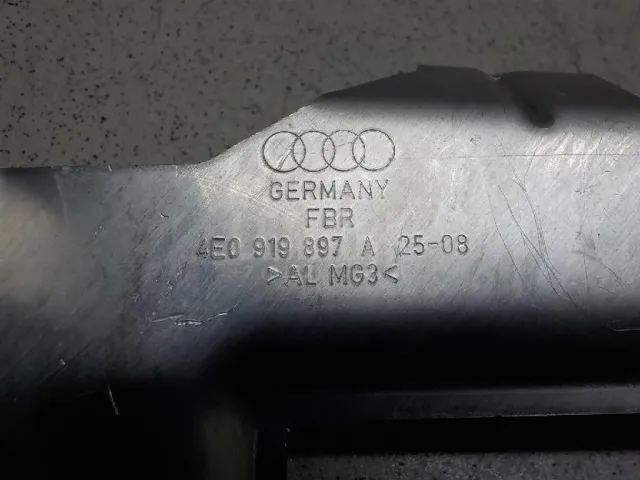 GERMANY
FBR
4E0 919 897 A 25-08
>AL MG3<